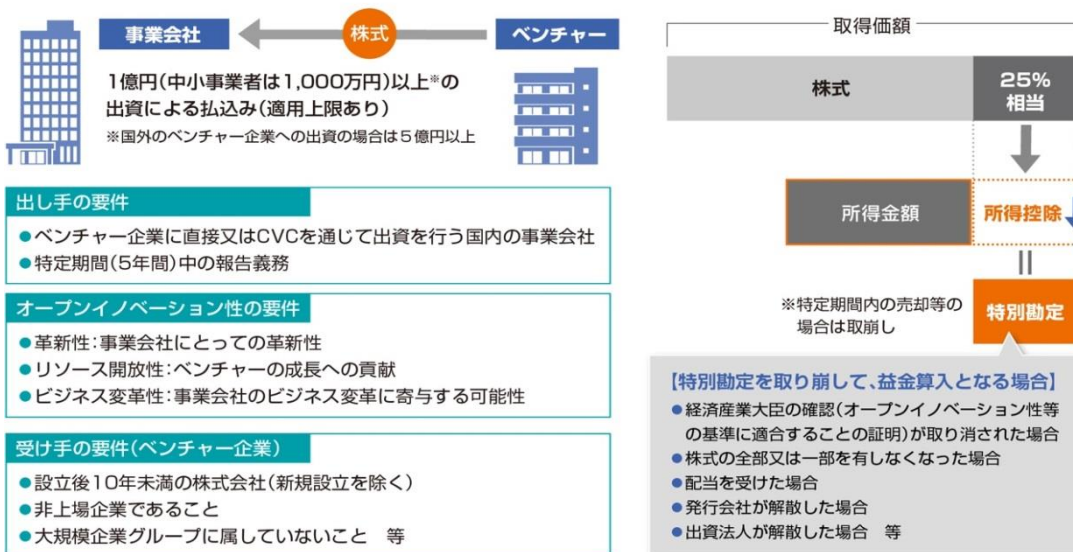 事業会社
株式
ベンチャー
1億円(中小事業者は1,000万円)以上※の
出資による払込み(適用上限あり)
※国外のベンチャー企業への出資の場合は5億円以上
出し手の要件
●ベンチャー企業に直接又はCVCを通じて出資を行う国内の事業会社
●特定期間(5年間)中の報告義務
オープンイノベーション性の要件
●革新性:事業会社にとっての革新性
●リソース開放性:ベンチャーの成長への貢献
●ビジネス変革性:事業会社のビジネス変革に寄与する可能性
受け手の要件(ベンチャー企業)
●設立後10年未満の株式会社(新規設立を除く)
●非上場企業であること
●大規模企業グループに属していないこと 等
取得価額
株式
25%
相当
所得金額
所得控除
=
※特定期間内の売却等の
場合は取崩し
特別勘定
【特別勘定を取り崩して、益金算入となる場合】
●経済産業大臣の確認(オープンイノベーション性等
の基準に適合することの証明)が取り消された場合
●株式の全部又は一部を有しなくなった場合
●配当を受けた場合
●発行会社が解散した場合
●出資法人が解散した場合 等